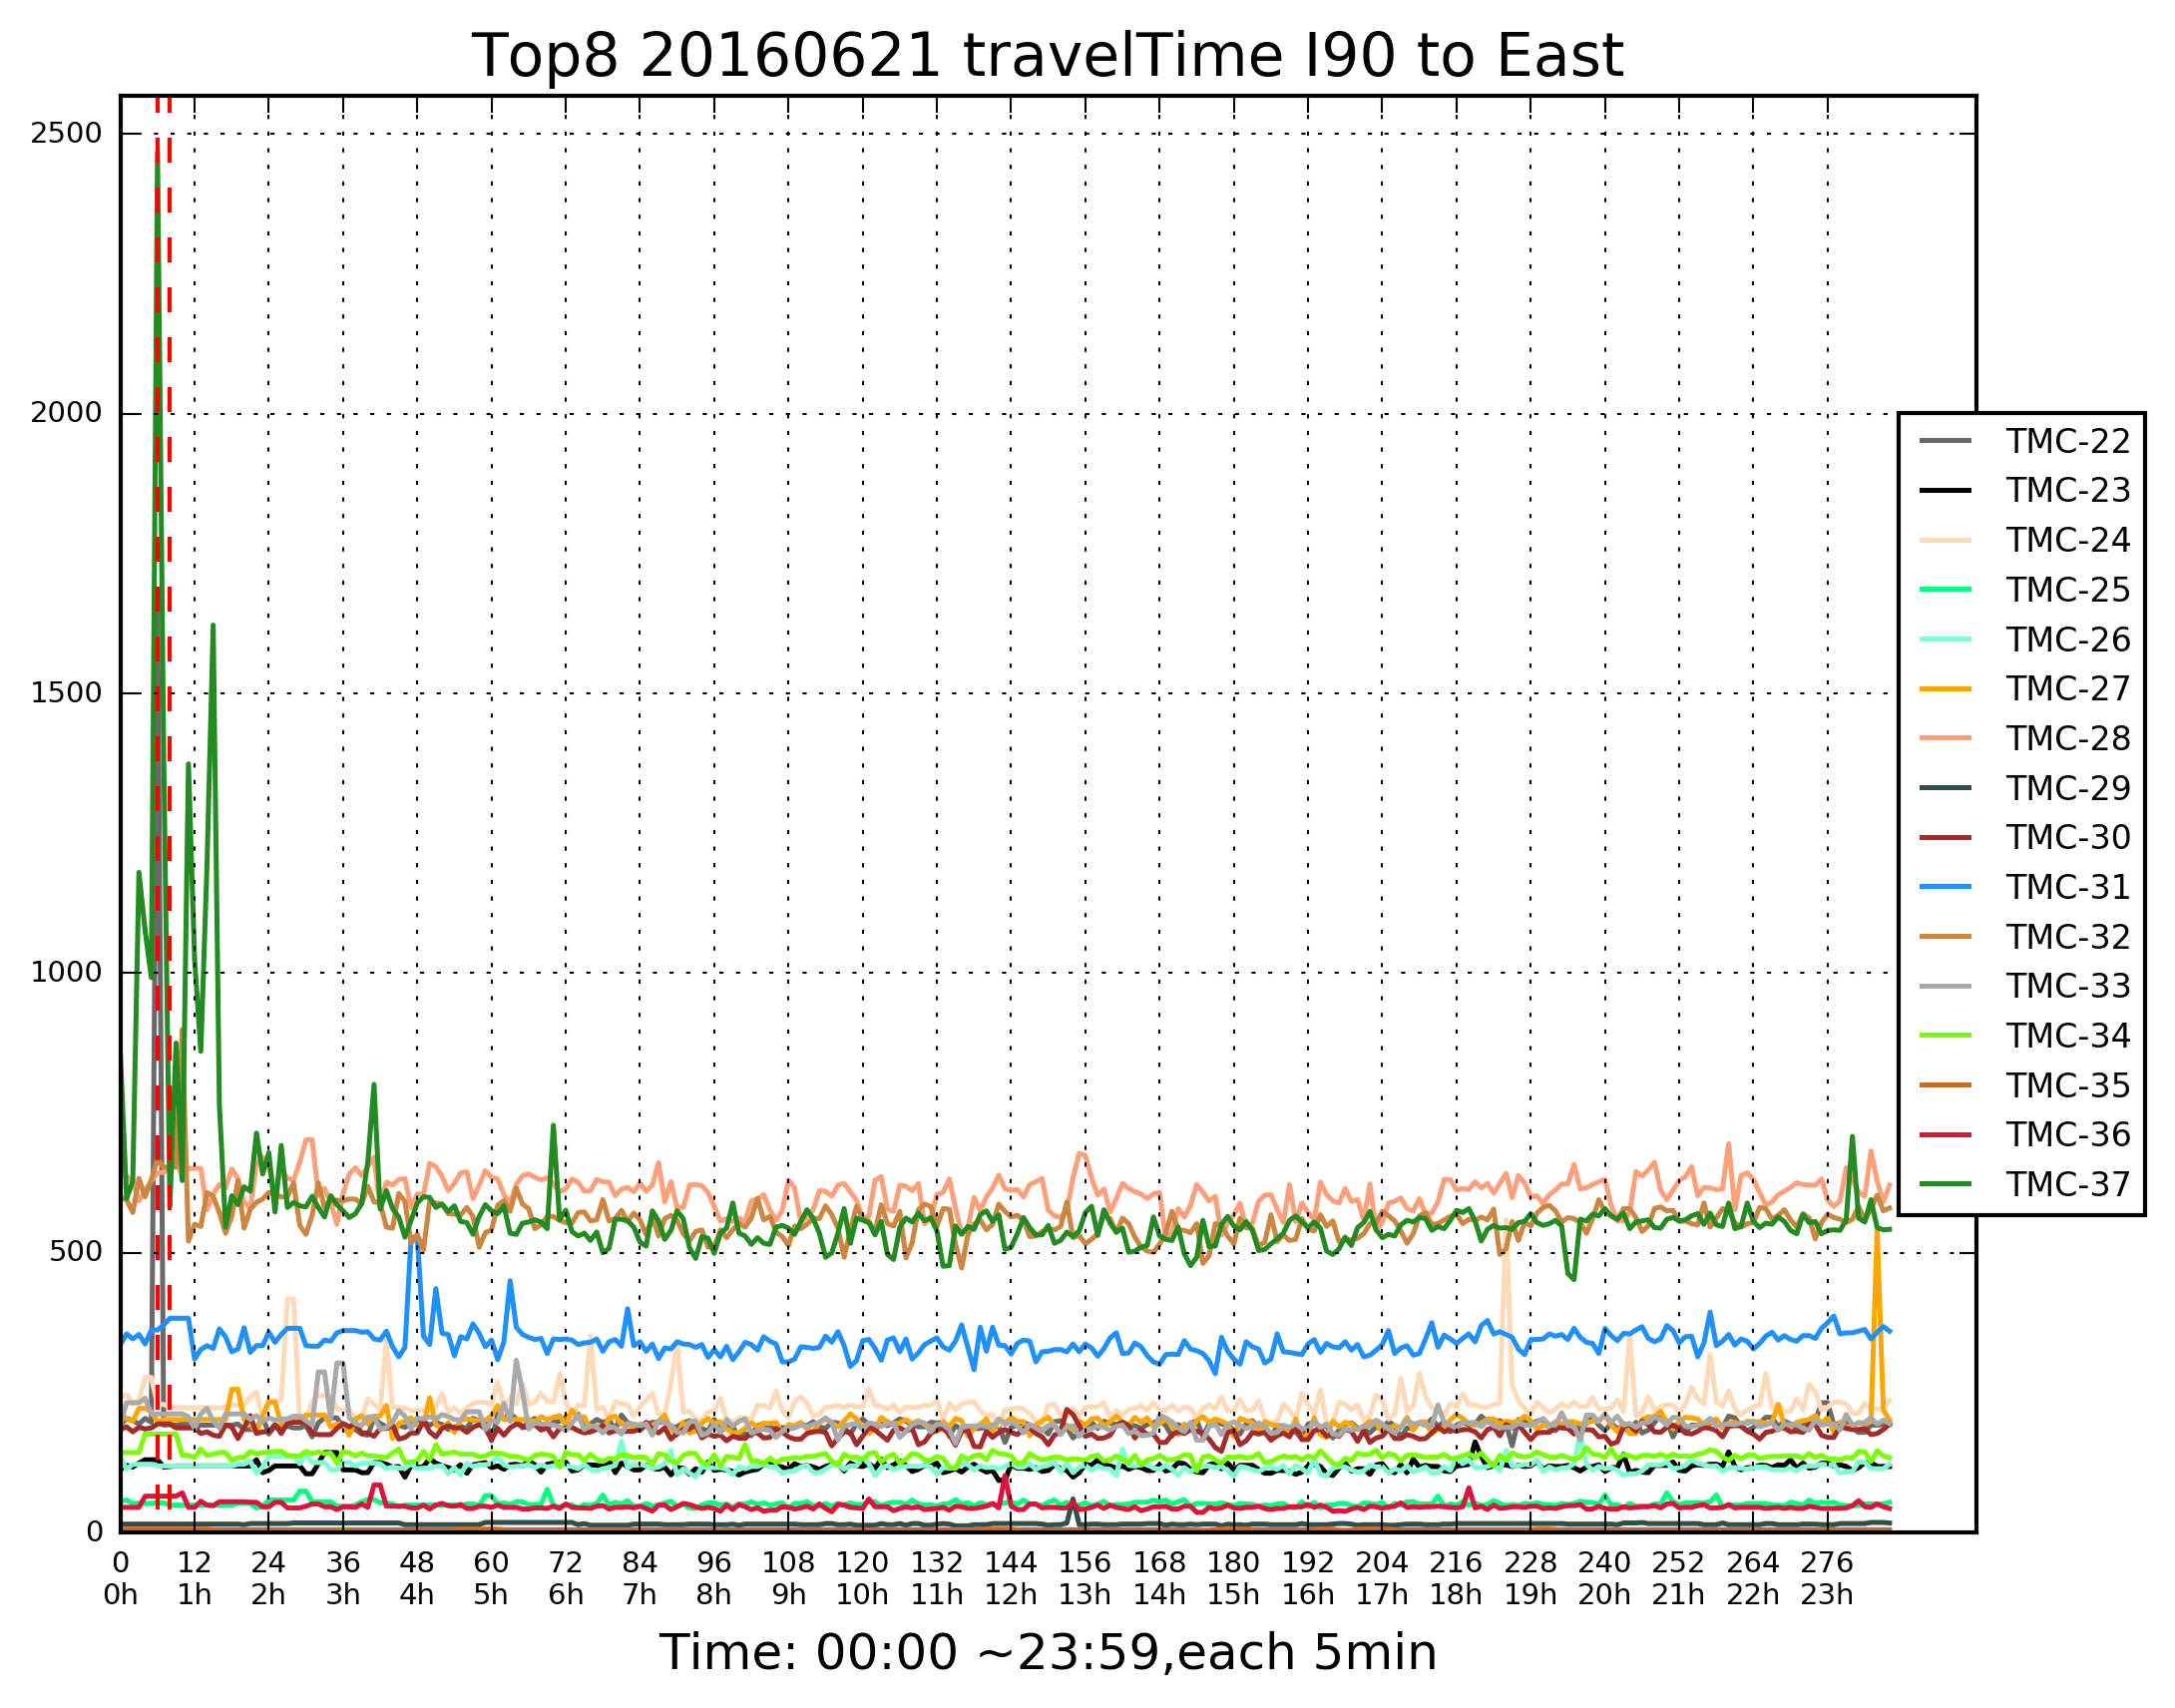 Top8 20160621 travelTime I90 to East
2500
2000
1500
1000
500
0
TMC-22
TMC-23
TMC-24
TMC-25
TMC-26
TMC-27
TMC-28
TMC-29
TMC-30
TMC-31
TMC-32
TMC-33
TMC-34
TMC-35
TMC-36
TMC-37
0 12 24 36 48 60 72 84 96 108 120 132 144 156 168 180 192 204 216 228 240 252 264 276
0h 1h 2h 3h 4h 5h 6h 7h 8h 9h 10h 11h 12h 13h 14h 15h 16h 17h 18h 19h 20h 21h 22h 23h
Time: 00:00 ~23:59,each 5min